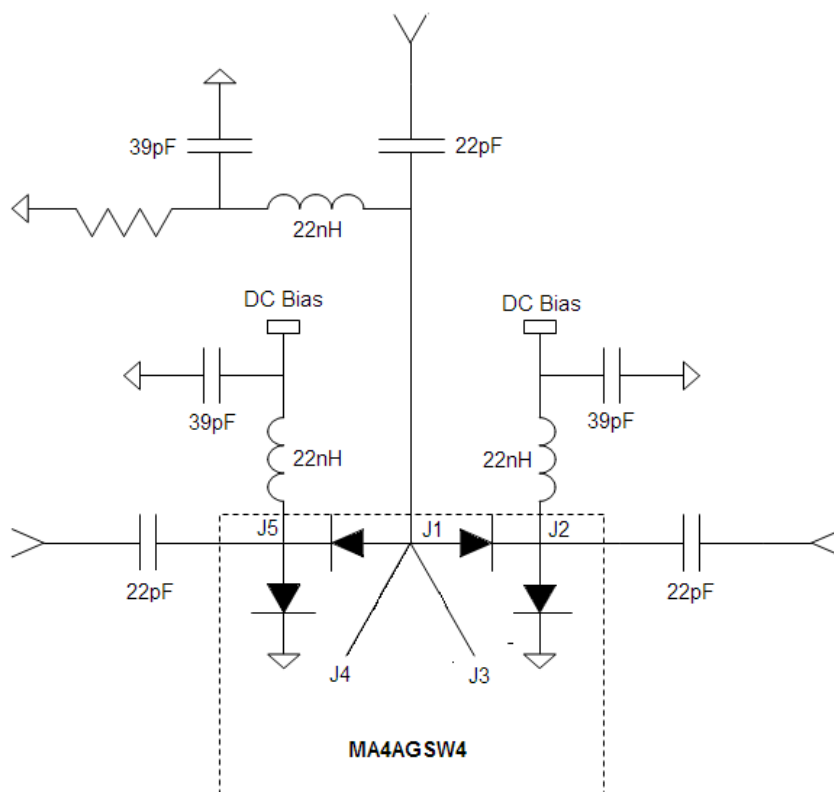 39pF
22pF
22nH
DC Bias
DC Bias
39pF
39pF
22nH
22nH
J5
J1
J2
22pF
22pF
J4
J3
MA4AGSW4